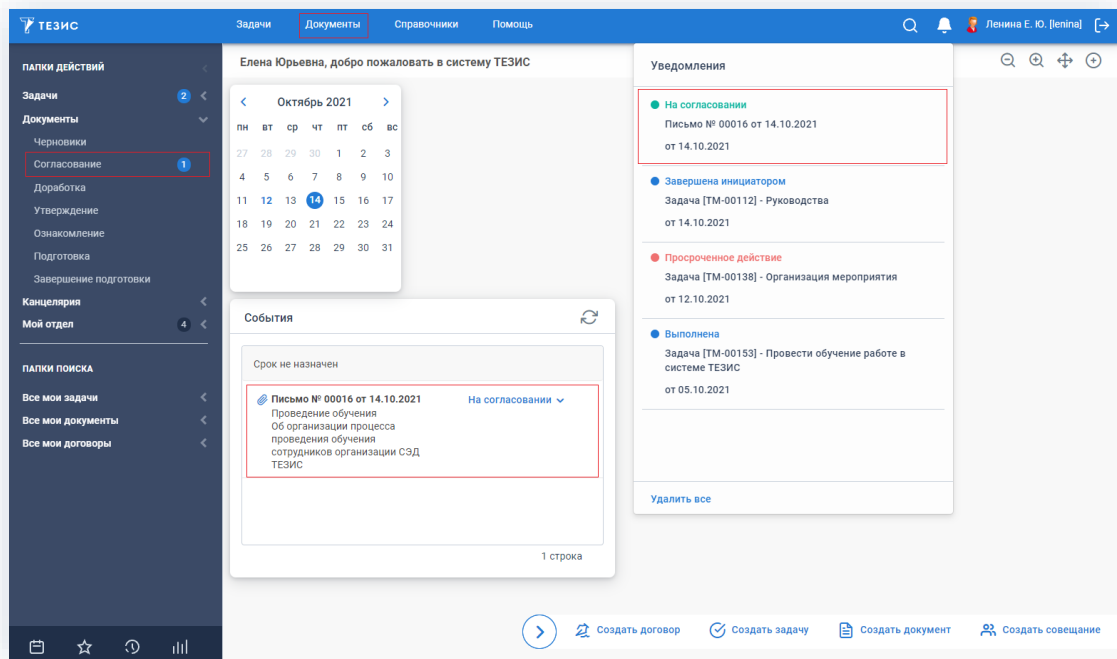 ТЕЗИС
Задачи
Документы
Справочники
Помощь
Ленина Е. Ю. [lenina]
ПАПКИ ДЕЙСТВИЙ
Задачи 2
Документы
Черновики
Согласование 1
Доработка
Утверждение
Ознакомление
Подготовка
Завершение подготовки
Канцелярия
Мой отдел 4
ПАПКИ ПОИСКА
Все мои задачи
Все мои документы
Все мои договоры
Елена Юрьевна, добро пожаловать в систему ТЕЗИС
Октябрь 2021
пн вт ср чт пт сб вс
27 28 29 30 1 2 3
4 5 6 7 8 9 10
11 12 13 14 15 16 17
18 19 20 21 22 23 24
25 26 27 28 29 30 31
События
Срок не назначен
Письмо № 00016 от 14.10.2021 На согласовании
Проведение обучения
Об организации процесса
проведения обучения
сотрудников организации СЭД
ТЕЗИС
1 строка
Уведомления
На согласовании
Письмо № 00016 от 14.10.2021
от 14.10.2021
Завершена инициатором
Задача [ТМ-00112] - Руководства
от 14.10.2021
Просроченное действие
Задача [ТМ-00138] - Организация мероприятия
от 12.10.2021
Выполнена
Задача [ТМ-00153] - Провести обучение работе в
системе ТЕЗИС
от 05.10.2021
Удалить все
Создать договор
Создать задачу
Создать документ
Создать совещание